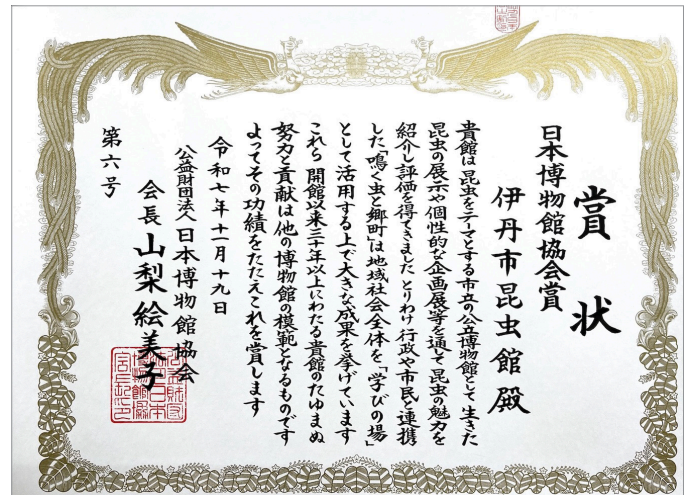 賞状
日本博物館協会賞
伊丹市昆虫館殿
貴館は昆虫をテーマとする市立の公立博物館として生きた
昆虫の展示や個性的な企画展等を通して昆虫の魅力を
紹介し評価を得てきましたとりわけ行政や市民と連携
した「鳴く虫と郷町」は地域社会全体を「学びの場」
として活用する上で大きな成果を挙げています
これら開館以来三十年以上にわたる貴館のたゆまぬ
努力と貢献は他の博物館の模範となるものです
よってその功績をたたえこれを賞します
令和七年十一月十九日
公益財団法人日本博物館協会
会長 山梨絵美子
第六号